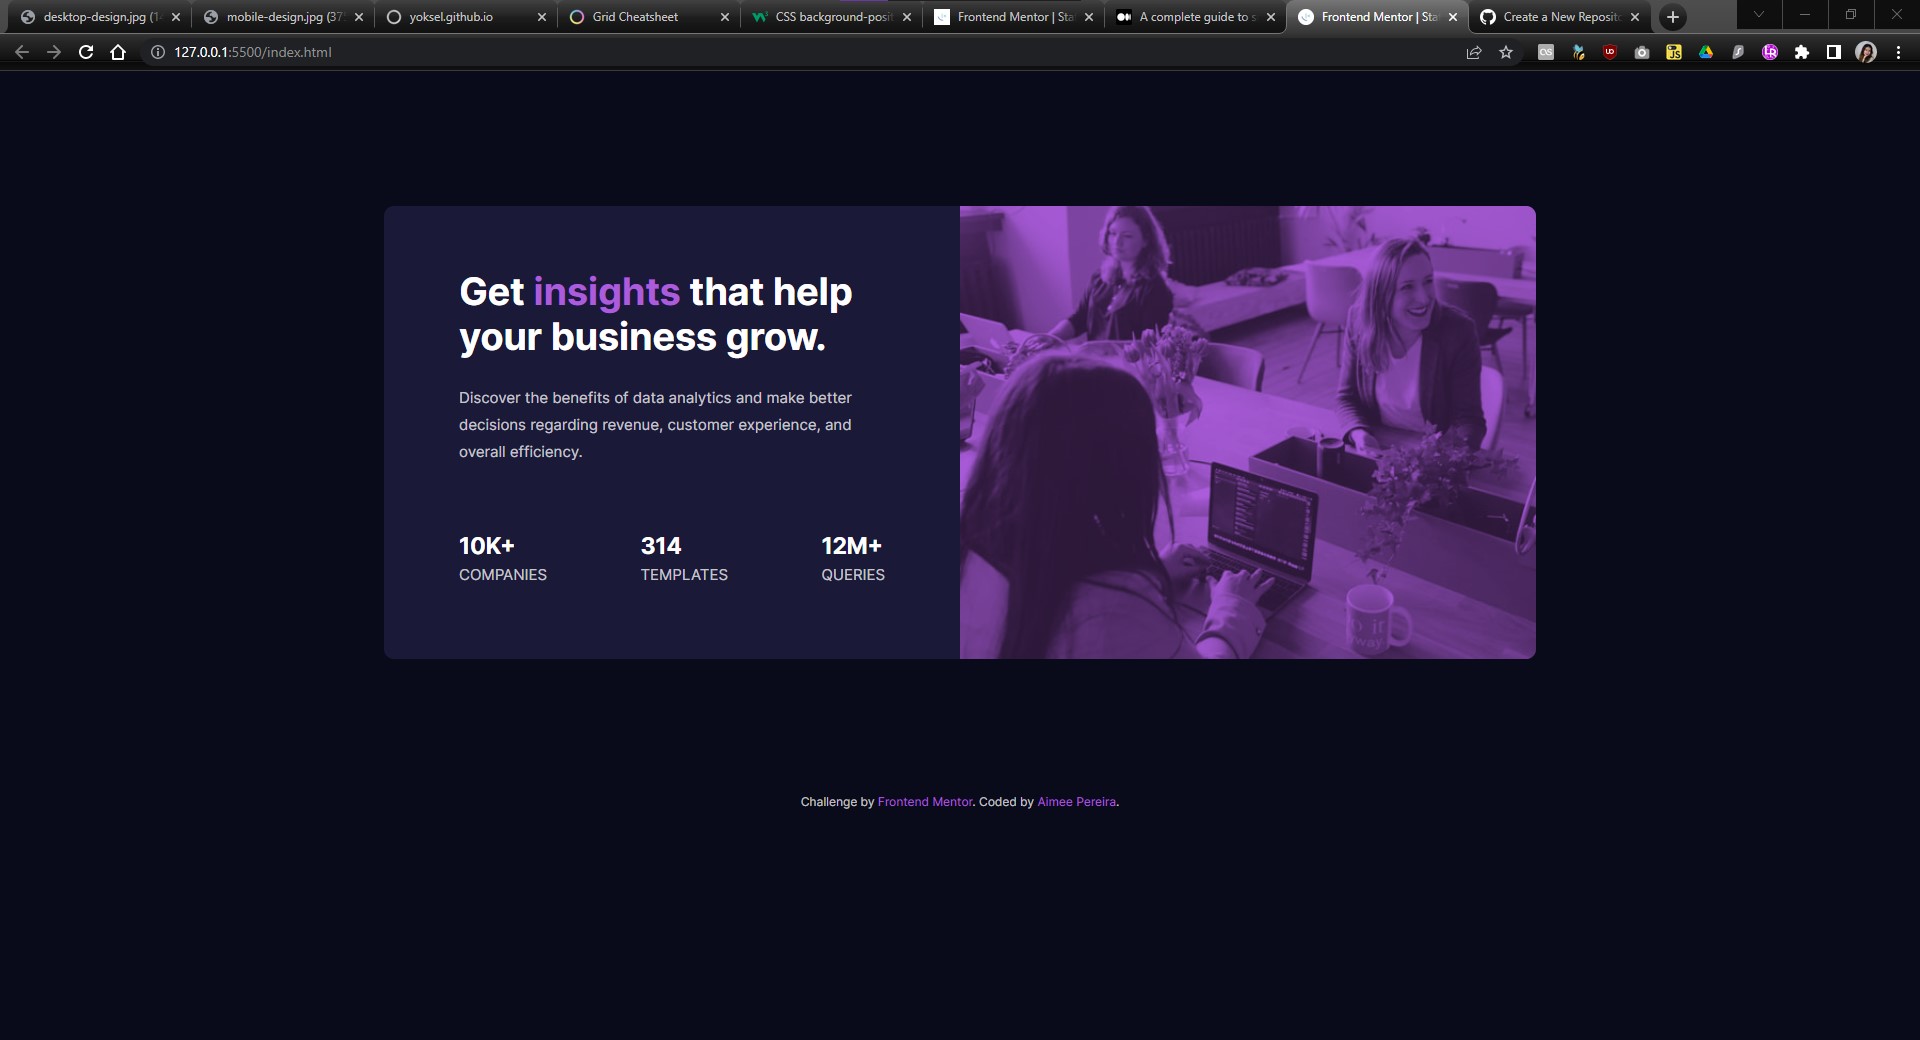 desktop-design.jpg (1
mobile-design.jpg (37
yoksel.github.io
Grid Cheatsheet
CSS background-posit
Frontend Mentor | Sta
A complete guide to s
Frontend Mentor | Sta
Create a New Reposito
127.0.0.1:5500/index.html
Get insights that help
your business grow.
Discover the benefits of data analytics and make better
decisions regarding revenue, customer experience, and
overall efficiency.
10K+ 314 12M+
COMPANIES TEMPLATES QUERIES
Challenge by Frontend Mentor. Coded by Aimee Pereira.